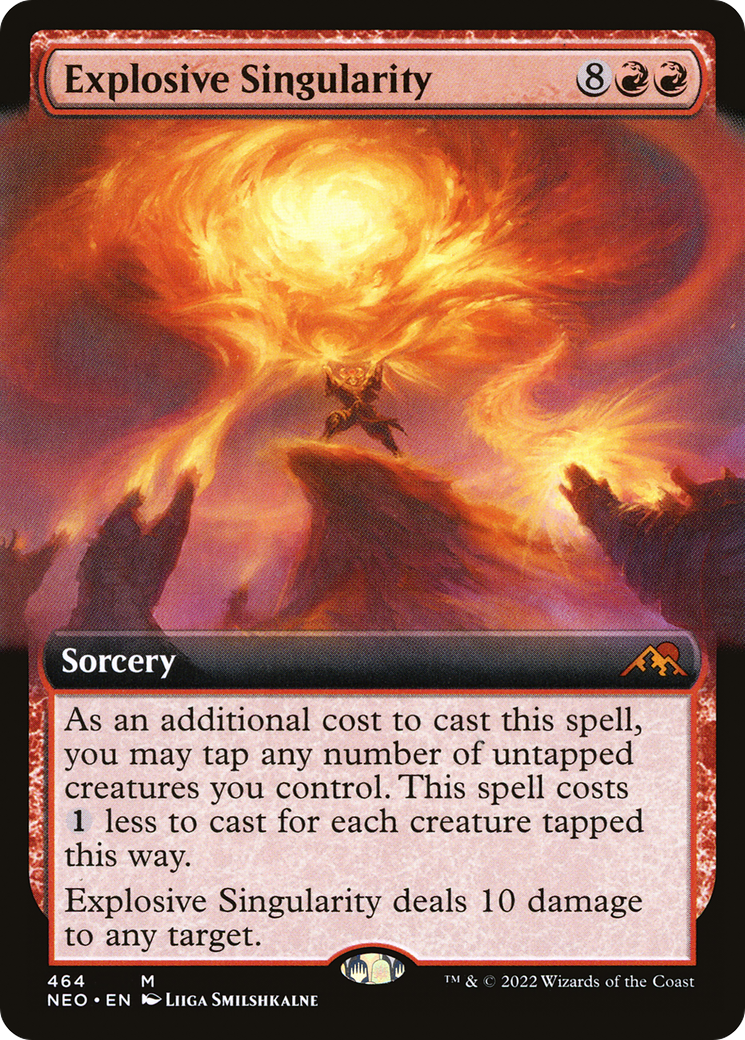 Explosive Singularity 8
Sorcery
As an additional cost to cast this spell,
you may tap any number of untapped
creatures you control. This spell costs
1 less to cast for each creature tapped
this way.
Explosive Singularity deals 10 damage
to any target.
464 M ™ & © 2022 Wizards of the Coast
NEO • EN Liiga Smilshkalne